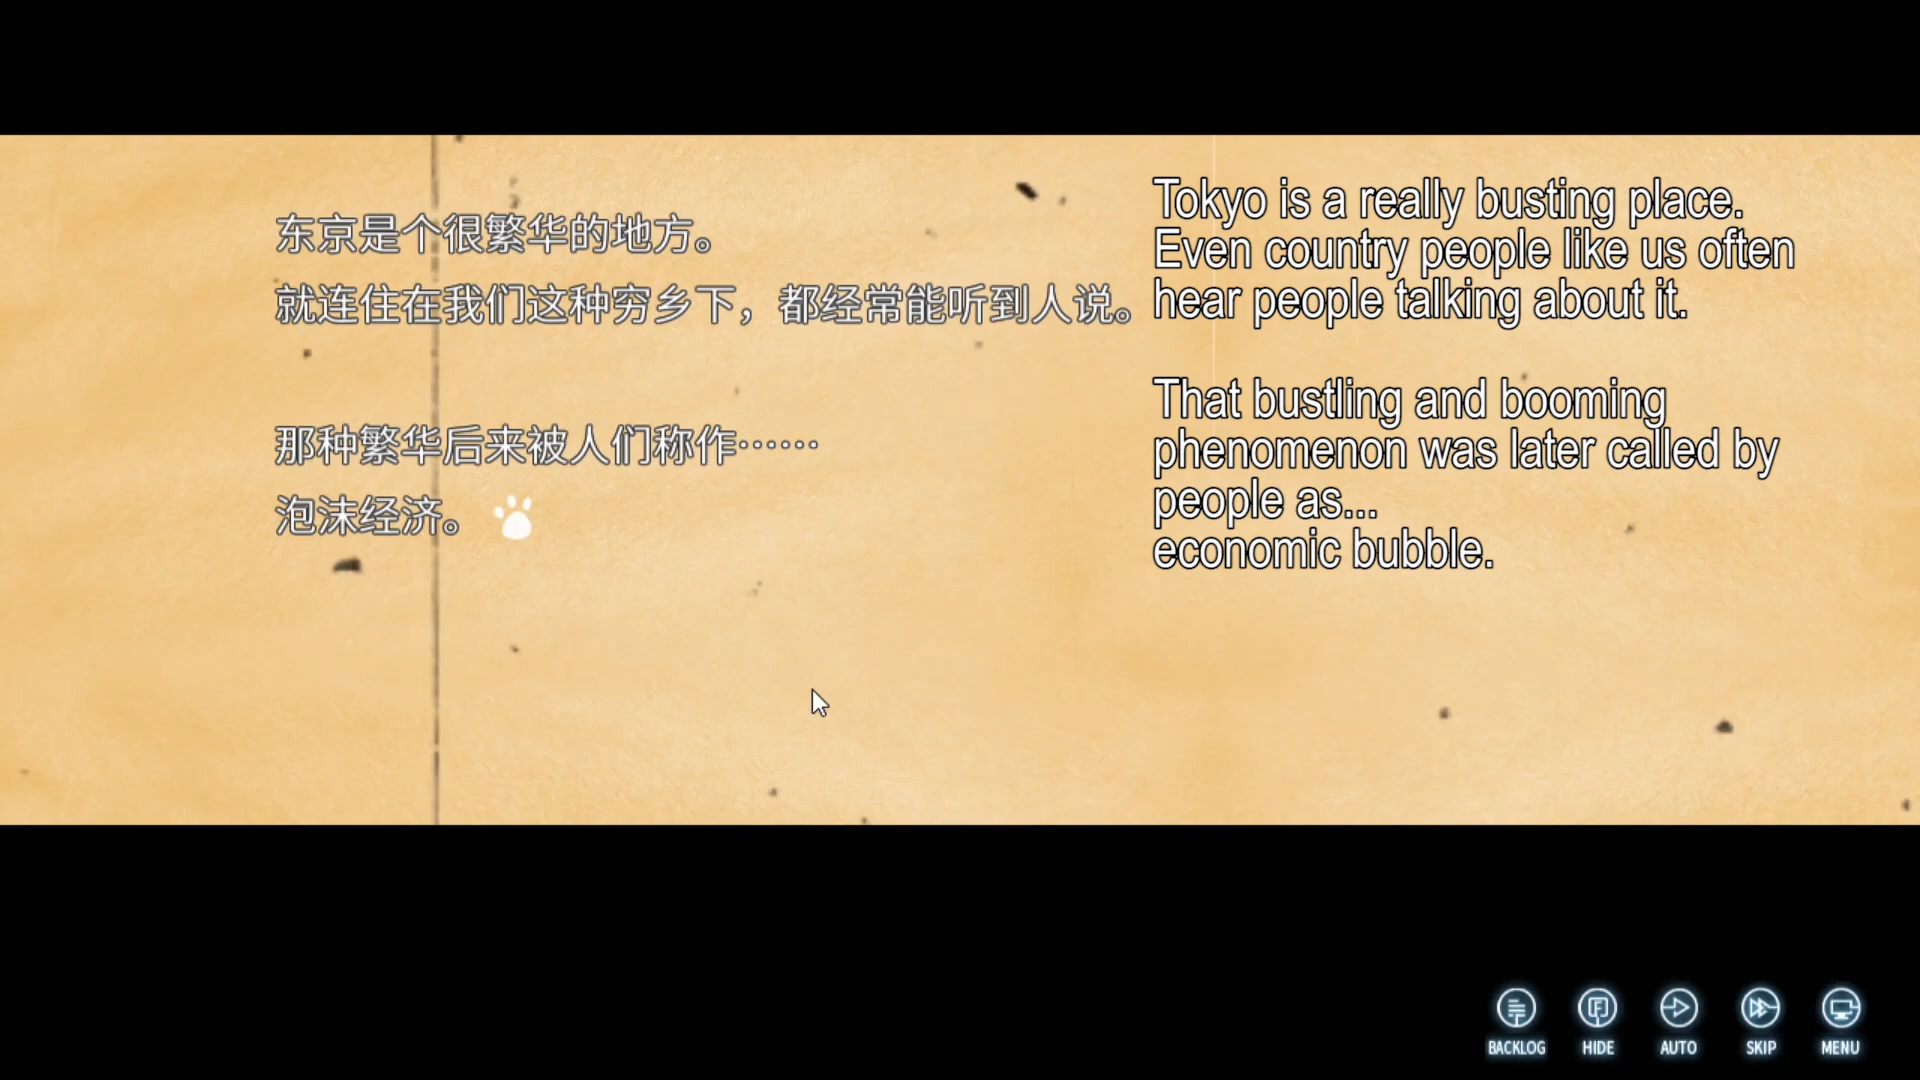 东京是个很繁华的地方。
就连住在我们这种穷乡下，都经常能听到人说。
那种繁华后来被人们称作……
泡沫经济。
Tokyo is a really busting place.
Even country people like us often
hear people talking about it.
That bustling and booming
phenomenon was later called by
people as...
economic bubble.
BACKLOG
HIDE
AUTO
SKIP
MENU